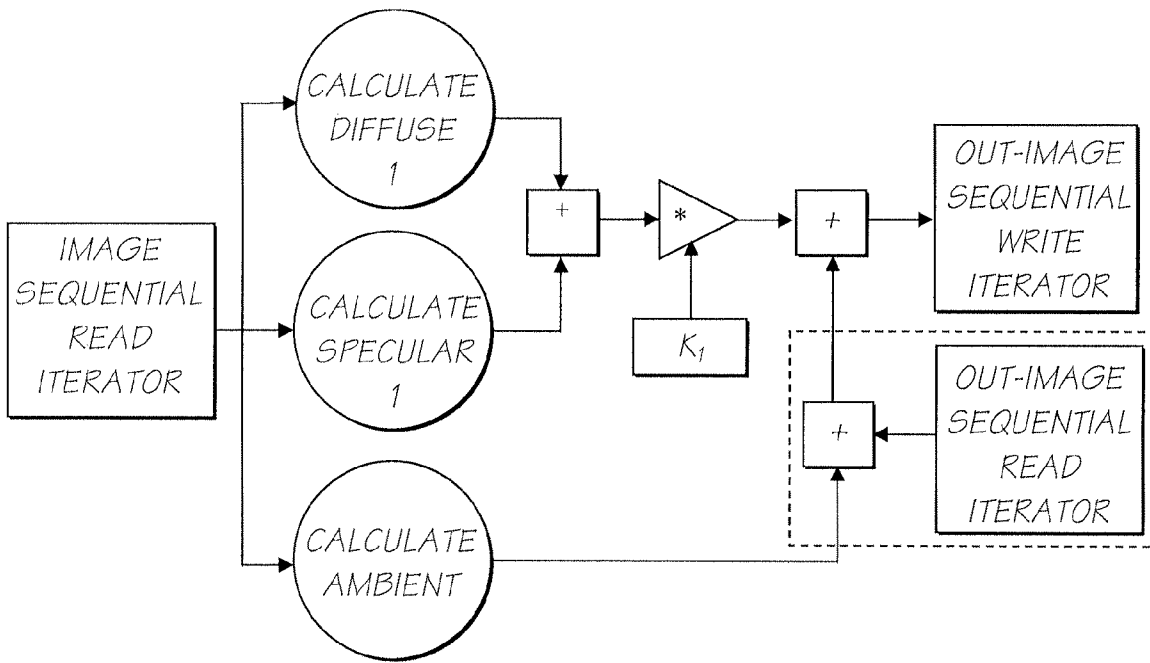 CALCULATE
DIFFUSE
1
IMAGE
SEQUENTIAL
READ
ITERATOR
CALCULATE
SPECULAR
1
CALCULATE
AMBIENT
+
*
K₁
+
OUT-IMAGE
SEQUENTIAL
WRITE
ITERATOR
+
OUT-IMAGE
SEQUENTIAL
READ
ITERATOR